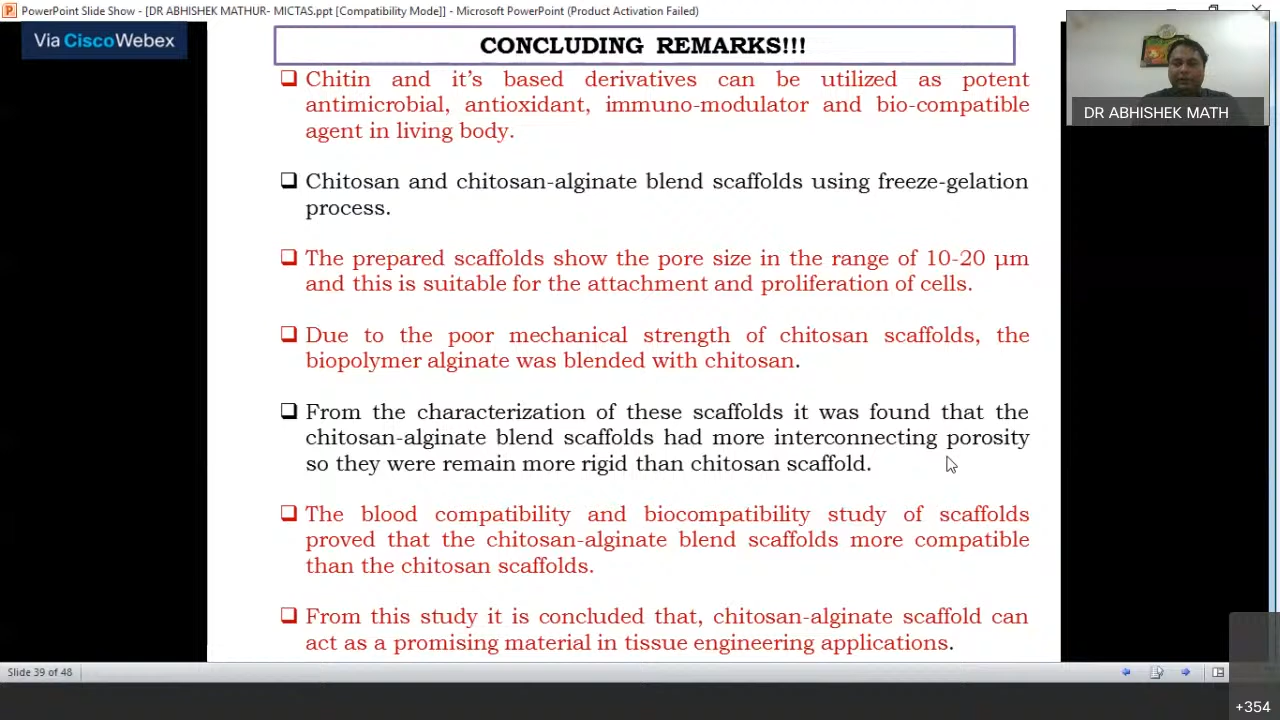 PowerPoint Slide Show - [DR ABHISHEK MATHUR- MICTAS.ppt [Compatibility Mode]] - Microsoft PowerPoint (Product Activation Failed)
Via CiscoWebex
DR ABHISHEK MATH
CONCLUDING REMARKS!!!
Chitin and it's based derivatives can be utilized as potent
antimicrobial, antioxidant, immuno-modulator and bio-compatible
agent in living body.
Chitosan and chitosan-alginate blend scaffolds using freeze-gelation
process.
The prepared scaffolds show the pore size in the range of 10-20 µm
and this is suitable for the attachment and proliferation of cells.
Due to the poor mechanical strength of chitosan scaffolds, the
biopolymer alginate was blended with chitosan.
From the characterization of these scaffolds it was found that the
chitosan-alginate blend scaffolds had more interconnecting porosity
so they were remain more rigid than chitosan scaffold.
The blood compatibility and biocompatibility study of scaffolds
proved that the chitosan-alginate blend scaffolds more compatible
than the chitosan scaffolds.
From this study it is concluded that, chitosan-alginate scaffold can
act as a promising material in tissue engineering applications.
Slide 39 of 48
+354